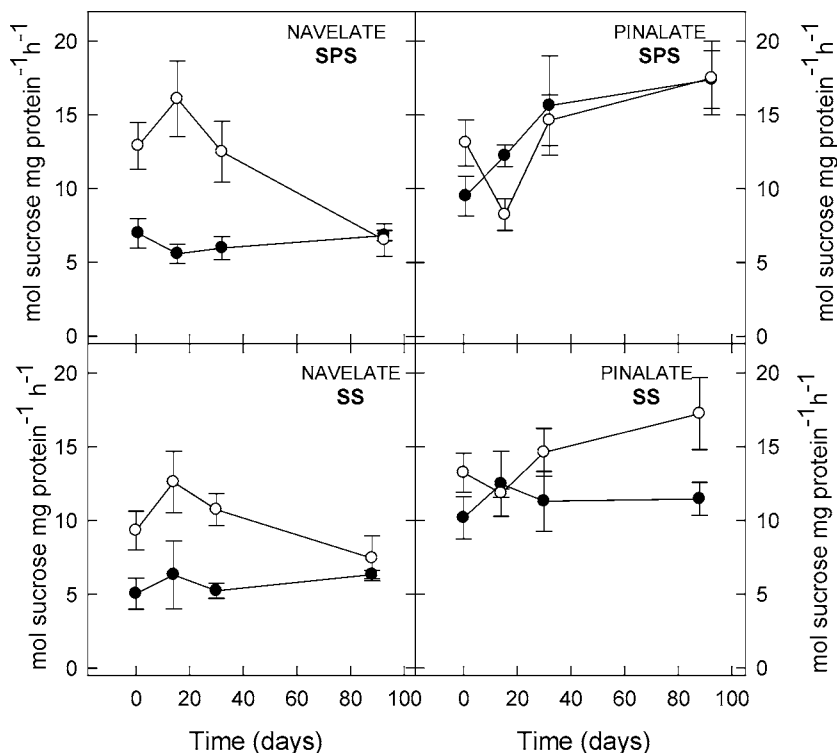 NAVELATE
SPS
PINALATE
SPS
mol sucrose mg protein⁻¹h⁻¹
20
15
10
5
0
20
15
10
5
0
mol sucrose mg protein⁻¹h⁻¹
NAVELATE
SS
PINALATE
SS
mol sucrose mg protein⁻¹ h⁻¹
20
15
10
5
0
20
15
10
5
0
mol sucrose mg protein⁻¹h⁻¹
0 20 40 60 80 100
0 20 40 60 80 100
Time (days)
Time (days)